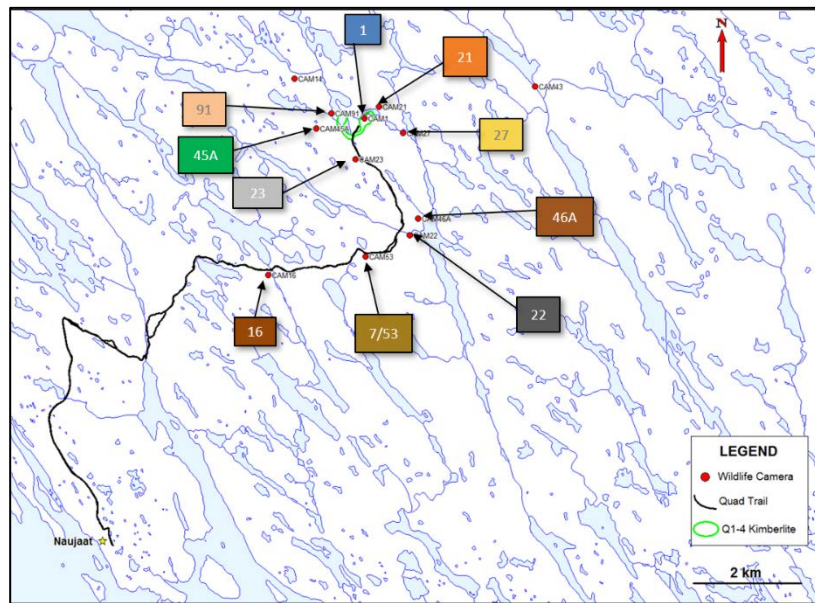 1
21
N
CAM14
CAM43
91
CAM91
CAM21
CAM1
45A
CAM45A
CAM27
27
23
CAM23
46A
CAM46A
CAM22
CAM53
CAM16
16
7/53
22
LEGEND
Wildlife Camera
Quad Trail
Q1-4 Kimberlite
Naujaat
2 km